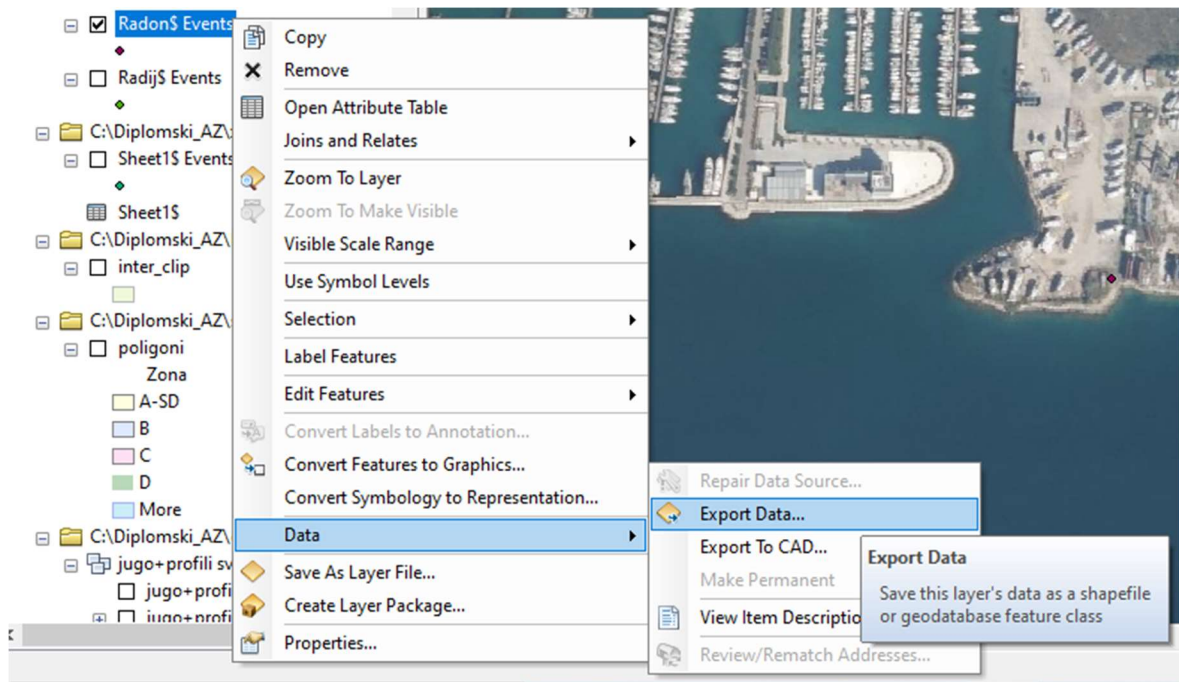 Radon$ Events
Radij$ Events
C:\Diplomski_AZ\
Sheet1$ Events
Sheet1$
C:\Diplomski_AZ\
inter_clip
C:\Diplomski_AZ\
poligoni
Zona
A-SD
B
C
D
More
C:\Diplomski_AZ\
jugo+profili sv
jugo+profi
jugo+profi
Copy
Remove
Open Attribute Table
Joins and Relates
Zoom To Layer
Zoom To Make Visible
Visible Scale Range
Use Symbol Levels
Selection
Label Features
Edit Features
Convert Labels to Annotation...
Convert Features to Graphics...
Convert Symbology to Representation...
Data
Save As Layer File...
Create Layer Package...
Properties...
Repair Data Source...
Export Data...
Export To CAD...
Make Permanent
View Item Descriptio
Review/Rematch Addresses...
Export Data
Save this layer's data as a shapefile
or geodatabase feature class